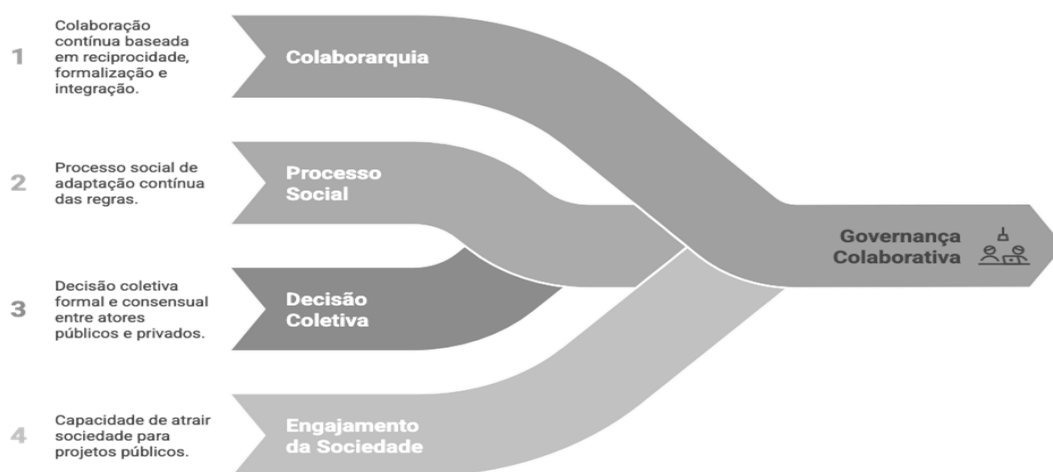 1
Colaboração
contínua baseada
em reciprocidade,
formalização e
integração.
Colaborarquia
2
Processo social de
adaptação contínua
das regras.
Processo
Social
3
Decisão coletiva
formal e consensual
entre atores
públicos e privados.
Decisão
Coletiva
4
Capacidade de atrair
sociedade para
projetos públicos.
Engajamento
da Sociedade
Governança
Colaborativa